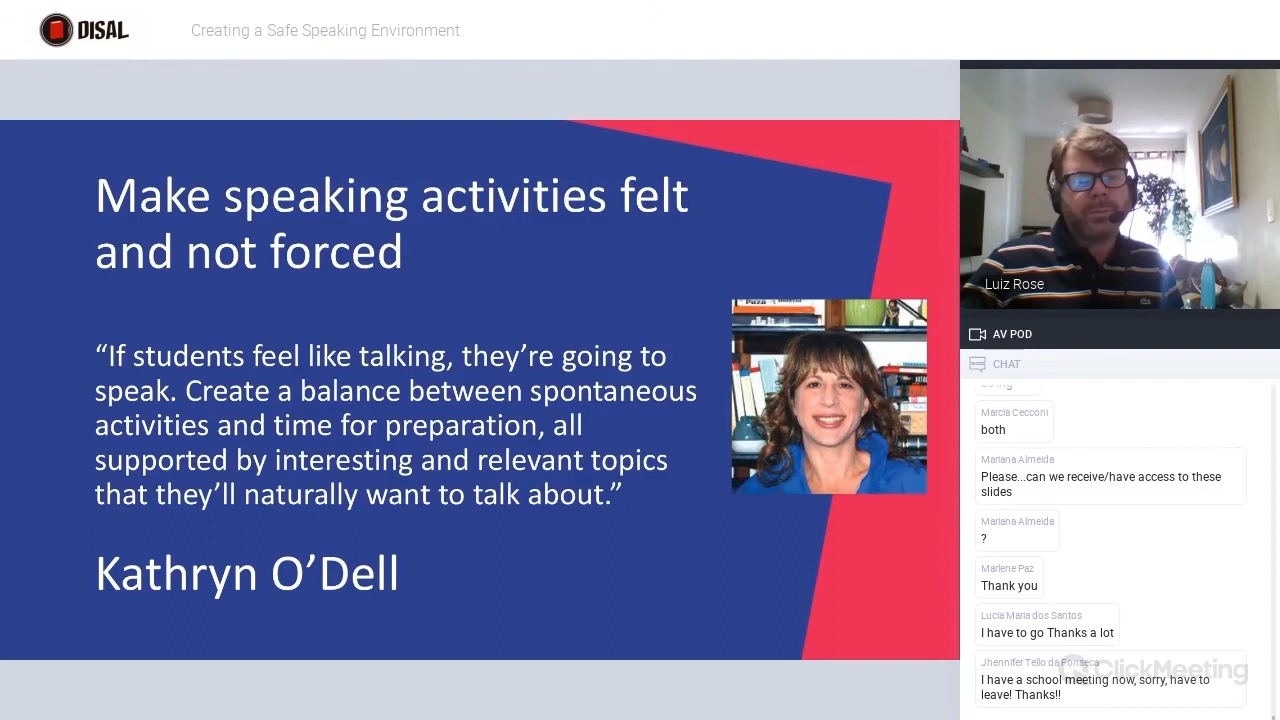 DISAL
Creating a Safe Speaking Environment
Make speaking activities felt
and not forced
“If students feel like talking, they’re going to
speak. Create a balance between spontaneous
activities and time for preparation, all
supported by interesting and relevant topics
that they’ll naturally want to talk about.”
Kathryn O’Dell
Luiz Rose
AV POD
CHAT
Marcia Cecconi
both
Mariana Almeida
Please...can we receive/have access to these
slides
Mariana Almeida
?
Marlene Paz
Thank you
Lucia Maria dos Santos
I have to go Thanks a lot
Jhennifer Tello da Fonseca
I have a school meeting now, sorry, have to
leave! Thanks!!
ClickMeeting